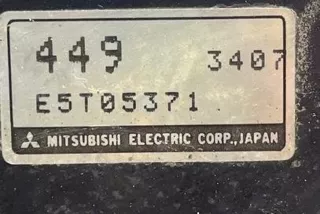 449 3407
E5T05371
MITSUBISHI ELECTRIC CORP., JAPAN